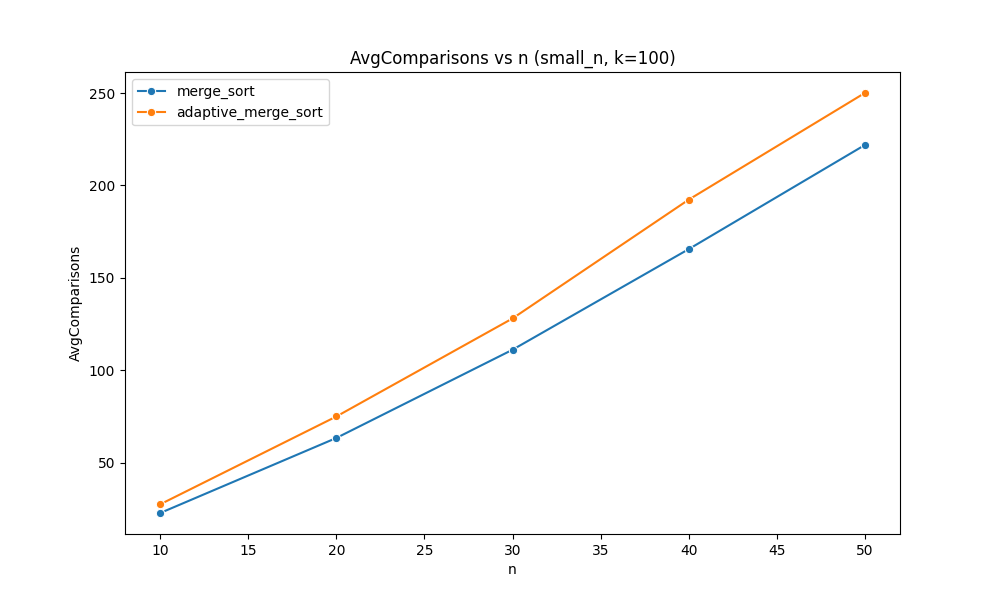 AvgComparisons vs n (small_n, k=100)
merge_sort
adaptive_merge_sort
AvgComparisons
250
200
150
100
50
10 15 20 25 30 35 40 45 50
n